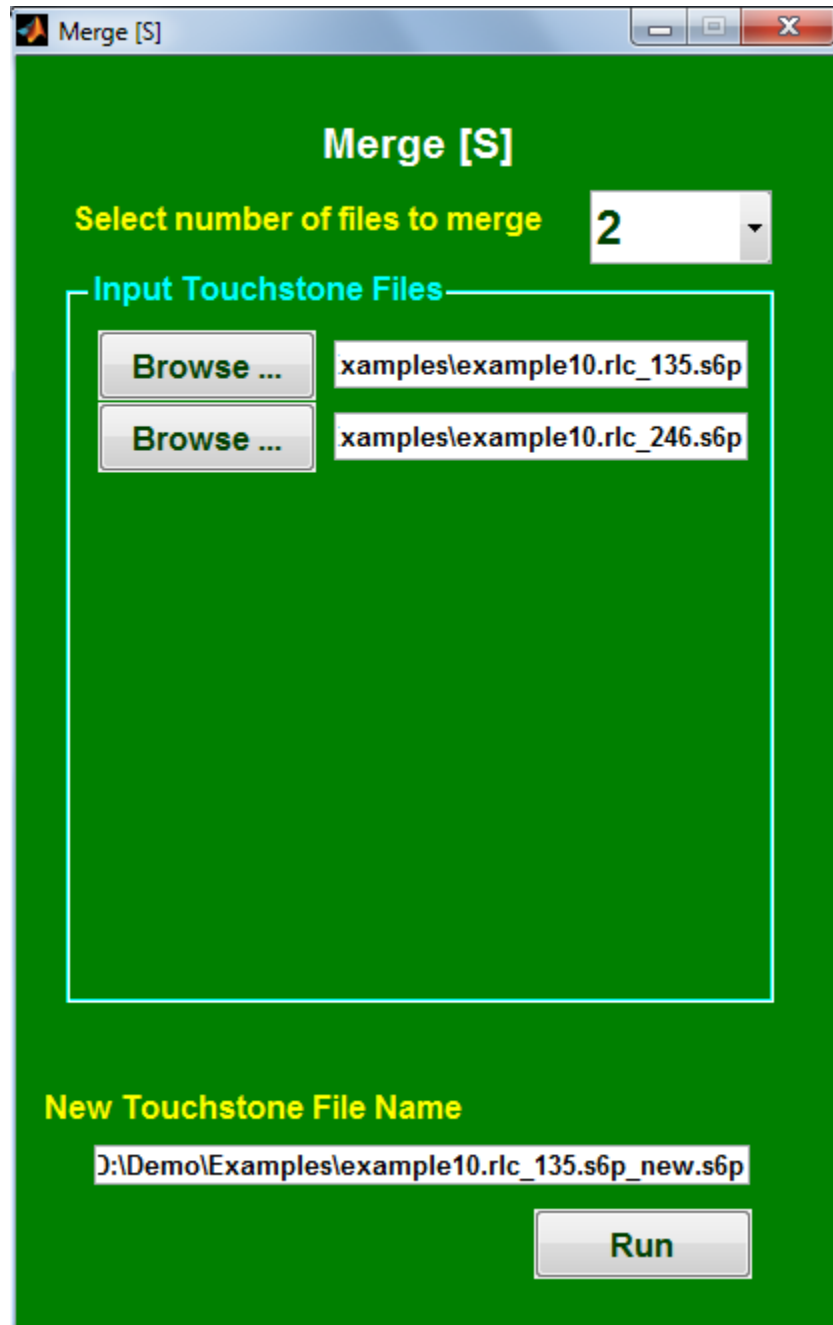 Merge [S]
Merge [S]
Select number of files to merge 2
Input Touchstone Files
Browse ... xamples\example10.rlc_135.s6p
Browse ... xamples\example10.rlc_246.s6p
New Touchstone File Name
:\Demo\Examples\example10.rlc_135.s6p_new.s6p
Run